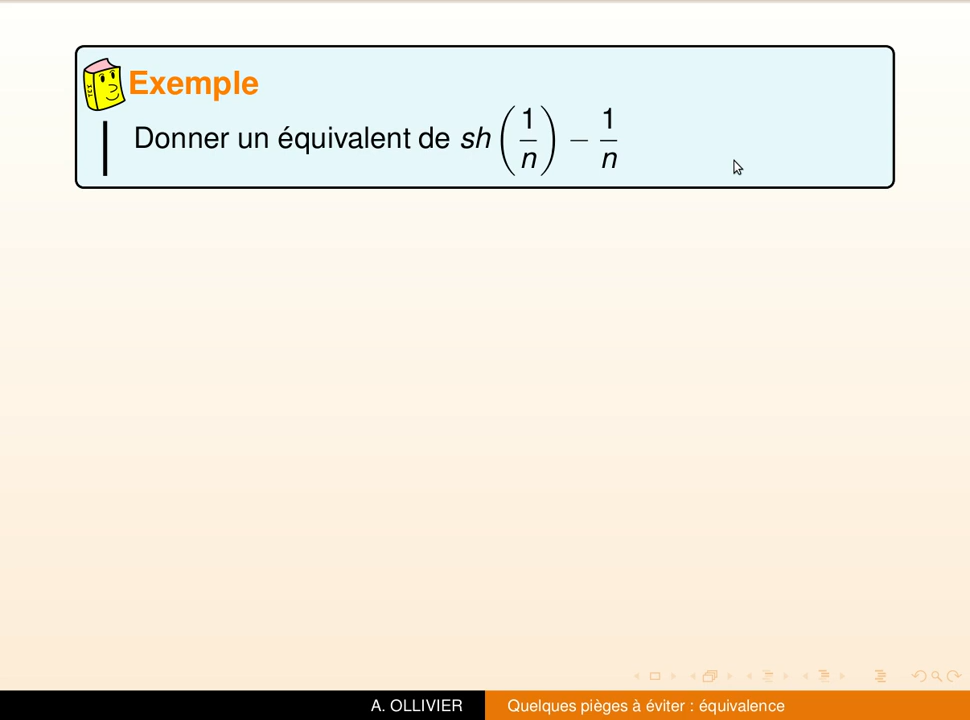 Exemple
Donner un équivalent de sh(1/n) − 1/n
A. OLLIVIER Quelques pièges à éviter : équivalence